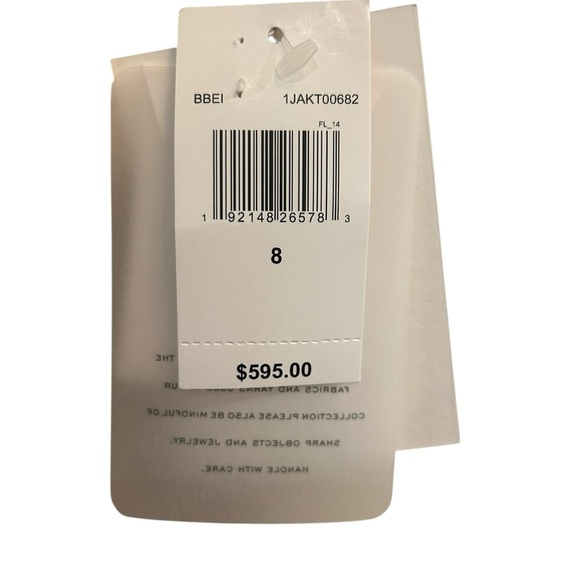 BBEI 1JAKT00682
FL_14
1 92148 26578 3
8
$595.00
THE
FABRICS AND YARNS UR
COLLECTION PLEASE ALSO BE MINDFUL OF
SHARP OBJECTS AND JEWELRY.
HANDLE WITH CARE.